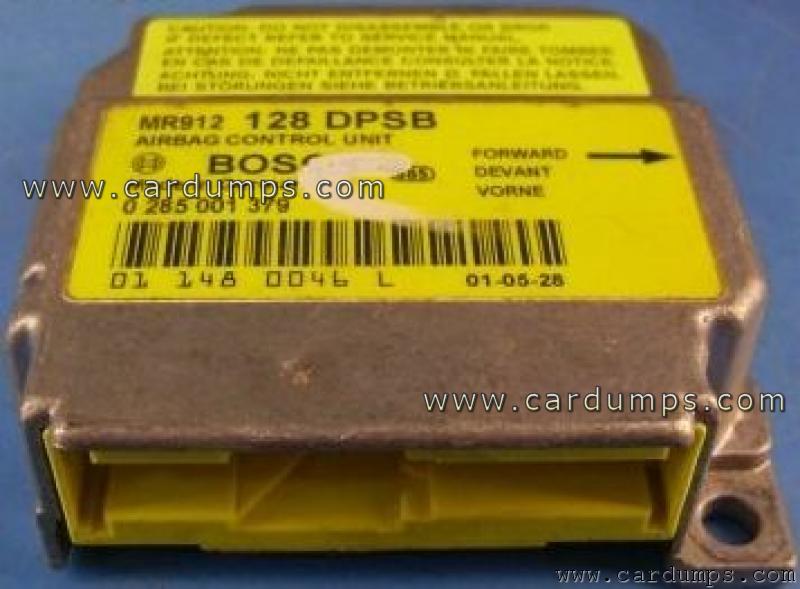 CAUTION. DO NOT DISASSEMBLE OR DROP.
IF DEFECT REFER TO SERVICE MANUAL.
ATTENTION. NE PAS DEMONTER NI FAIRE TOMBER.
EN CAS DE DEFAILLANCE CONSULTER LA NOTICE.
ACHTUNG. NICHT ENTFERNEN O. FALLEN LASSEN.
BEI STÖRUNGEN SIEHE BETRIEBSANLEITUNG.
MR912 128 DPSB
AIRBAG CONTROL UNIT
FORWARD
DEVANT
VORNE
www.cardumps.com www.cardumps.com
0 285 001 379
01 148 0046 L 01-05-28
www.cardumps.com
www.cardumps.com